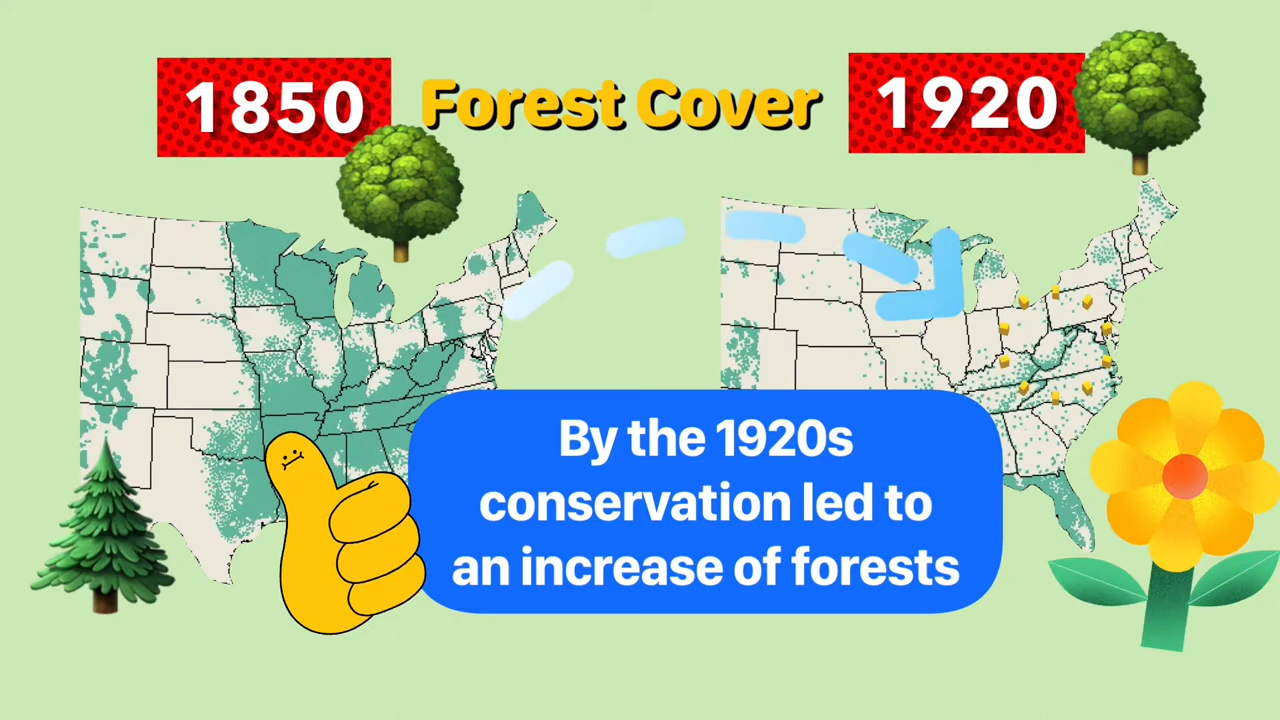 1850
Forest Cover
1920
By the 1920s
conservation led to
an increase of forests